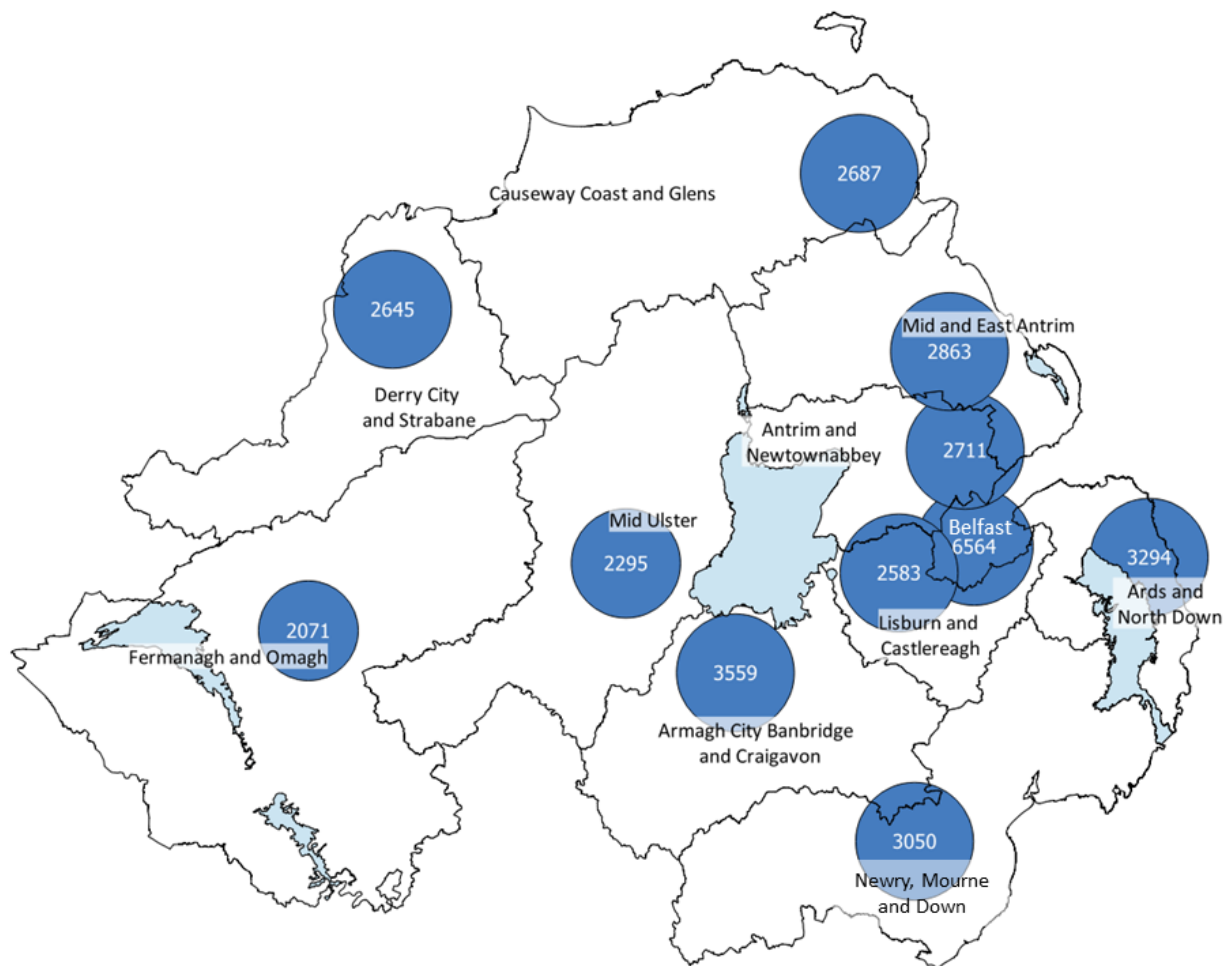 2687
Causeway Coast and Glens
2645
Derry City
and Strabane
Mid and East Antrim
2863
Antrim and
Newtownabbey
2711
Mid Ulster
2295
Belfast
6564
2583
Lisburn and
Castlereagh
3294
Ards and
North Down
2071
Fermanagh and Omagh
3559
Armagh City Banbridge
and Craigavon
3050
Newry, Mourne
and Down